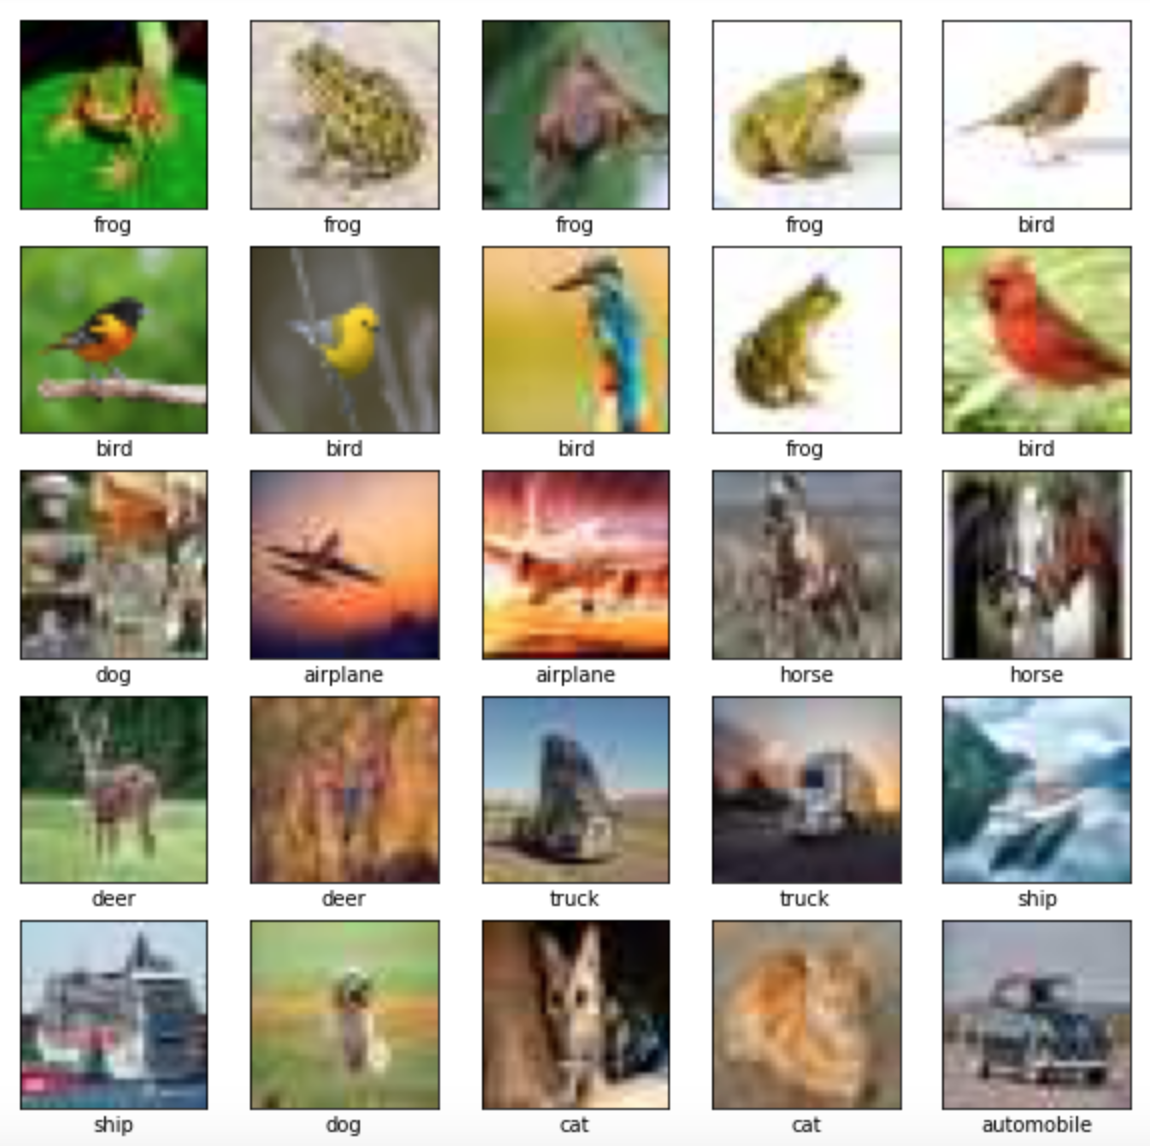 frog frog frog frog bird
bird bird bird frog bird
dog airplane airplane horse horse
deer deer truck truck ship
ship dog cat cat automobile